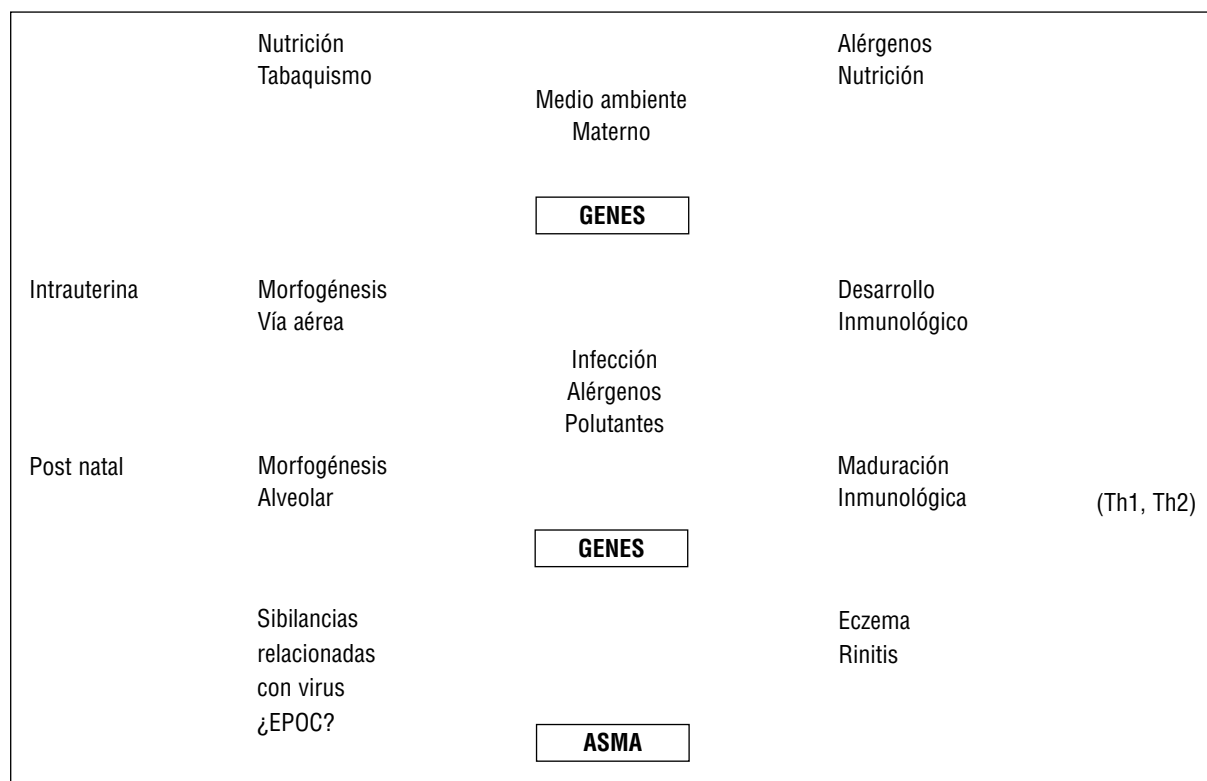 Nutrición
Tabaquismo
Alérgenos
Nutrición
Medio ambiente
Materno
GENES
Intrauterina
Morfogénesis
Vía aérea
Desarrollo
Inmunológico
Infección
Alérgenos
Polutantes
Post natal
Morfogénesis
Alveolar
Maduración
Inmunológica
(Th1, Th2)
GENES
Sibilancias
relacionadas
con virus
¿EPOC?
Eczema
Rinitis
ASMA